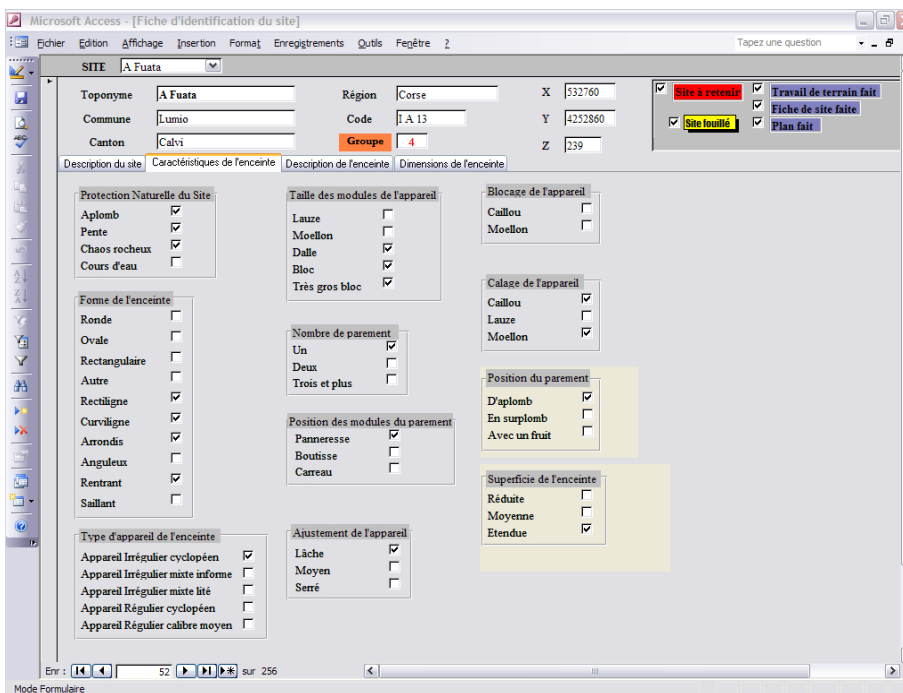 Microsoft Access - [Fiche d'identification du site]
Fichier Edition Affichage Insertion Format Enregistrements Outils Fenêtre ? Tapez une question
SITE A Fuata
Toponyme A Fuata Région Corse X 532760
Commune Lumio Code I A 13 Y 4252860
Canton Calvi Groupe 4 Z 239
Site à retenir Travail de terrain fait
Fiche de site faite
Site fouillé Plan fait
Description du site Caractéristiques de l'enceinte Description de l'enceinte Dimensions de l'enceinte
Protection Naturelle du Site
Aplomb
Pente
Chaos rocheux
Cours d'eau
Forme de l'enceinte
Ronde
Ovale
Rectangulaire
Autre
Rectiligne
Curviligne
Arrondis
Anguleux
Rentrant
Saillant
Type d'appareil de l'enceinte
Appareil Irrégulier cyclopéen
Appareil Irrégulier mixte informe
Appareil Irrégulier mixte lité
Appareil Régulier cyclopéen
Appareil Régulier calibre moyen
Taille des modules de l'appareil
Lauze
Moellon
Dalle
Bloc
Très gros bloc
Nombre de parement
Un
Deux
Trois et plus
Position des modules du parement
Panneresse
Boutisse
Carreau
Ajustement de l'appareil
Lâche
Moyen
Serré
Blocage de l'appareil
Caillou
Moellon
Calage de l'appareil
Caillou
Lauze
Moellon
Position du parement
D'aplomb
En surplomb
Avec un fruit
Superficie de l'enceinte
Réduite
Moyenne
Etendue
Enr : 52 sur 256
Mode Formulaire